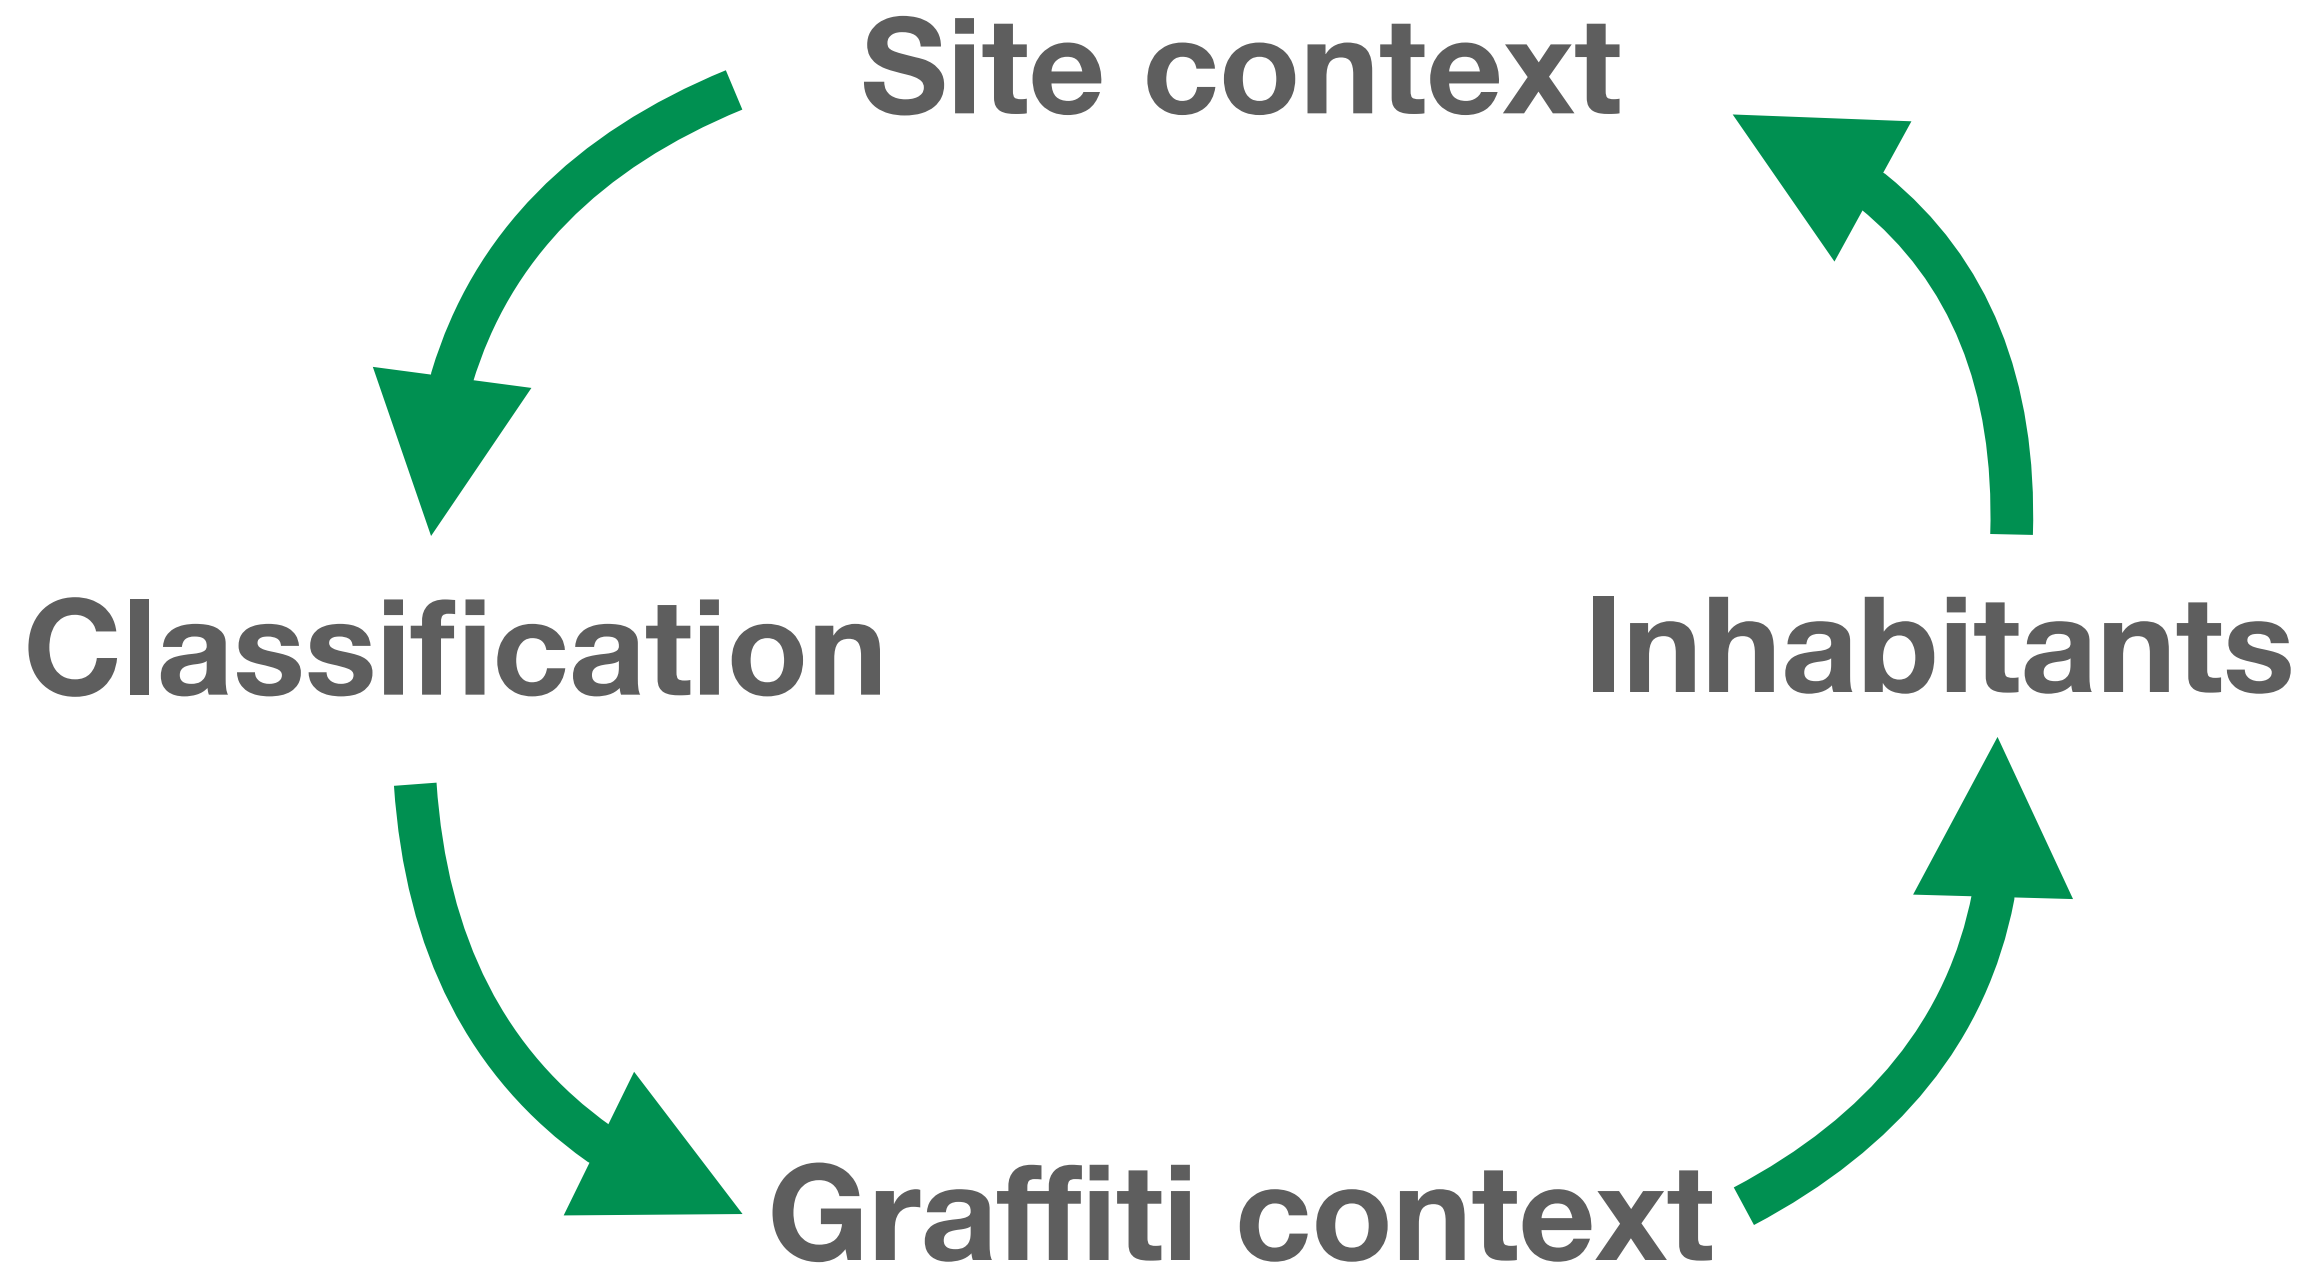 Site context
Classification
Inhabitants
Graffiti context